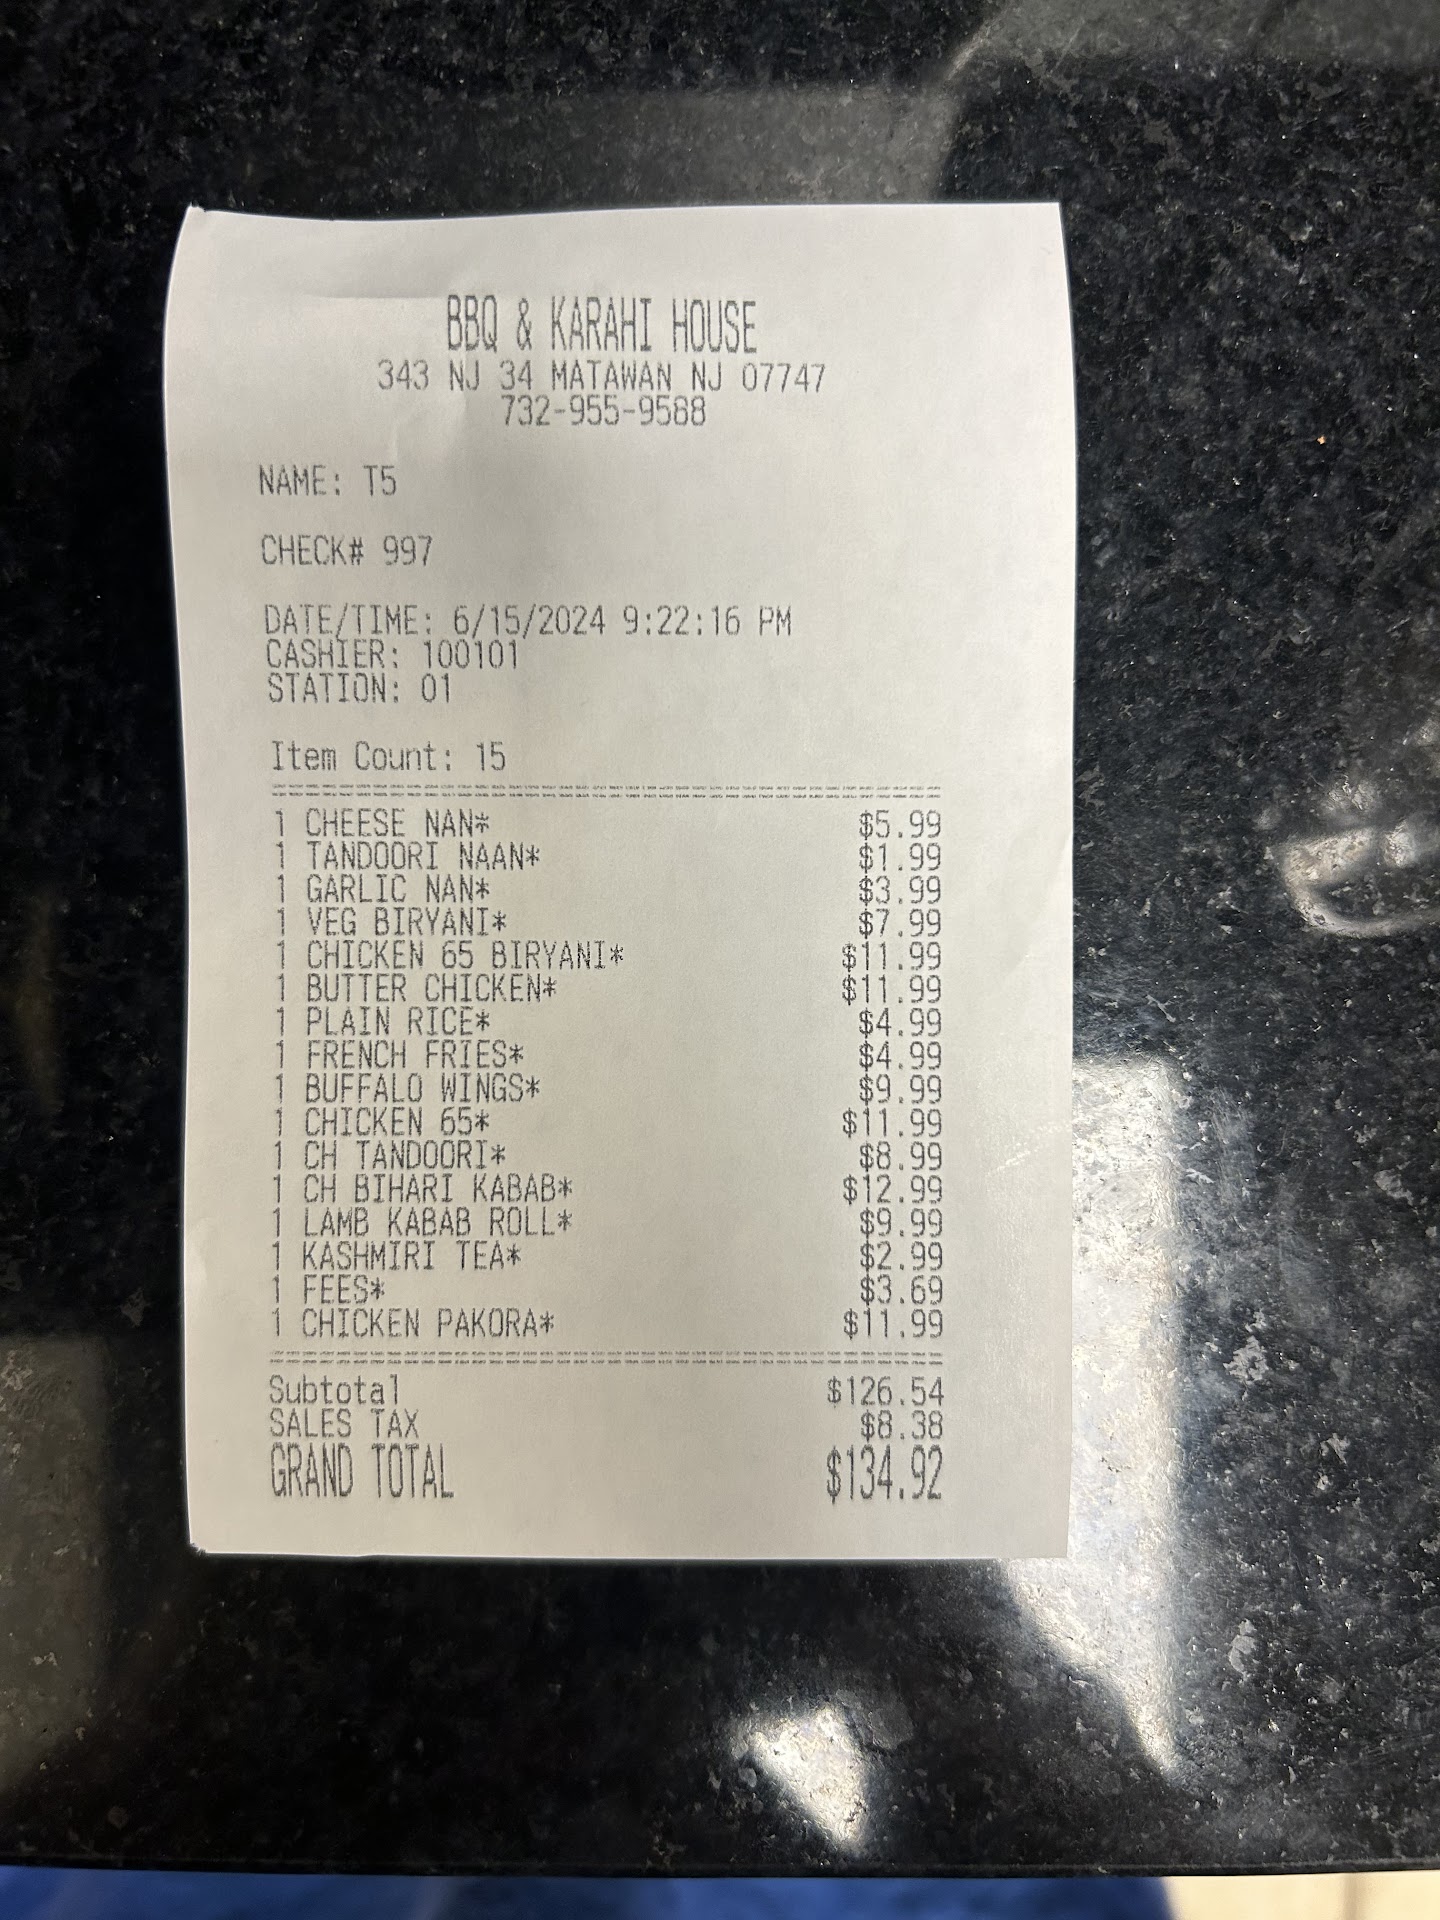 BBQ & KARAHI HOUSE
343 NJ 34 MATAWAN NJ 07747
732-955-9588
NAME: T5
CHECK# 997
DATE/TIME: 6/15/2024 9:22:16 PM
CASHIER: 100101
STATION: 01
Item Count: 15
1 CHEESE NAN* $5.99
1 TANDOORI NAAN* $1.99
1 GARLIC NAN* $3.99
1 VEG BIRYANI* $7.99
1 CHICKEN 65 BIRYANI* $11.99
1 BUTTER CHICKEN* $11.99
1 PLAIN RICE* $4.99
1 FRENCH FRIES* $4.99
1 BUFFALO WINGS* $9.99
1 CHICKEN 65* $11.99
1 CH TANDOORI* $8.99
1 CH BIHARI KABAB* $12.99
1 LAMB KABAB ROLL* $9.99
1 KASHMIRI TEA* $2.99
1 FEES* $3.69
1 CHICKEN PAKORA* $11.99
Subtotal $126.54
SALES TAX $8.38
GRAND TOTAL $134.92